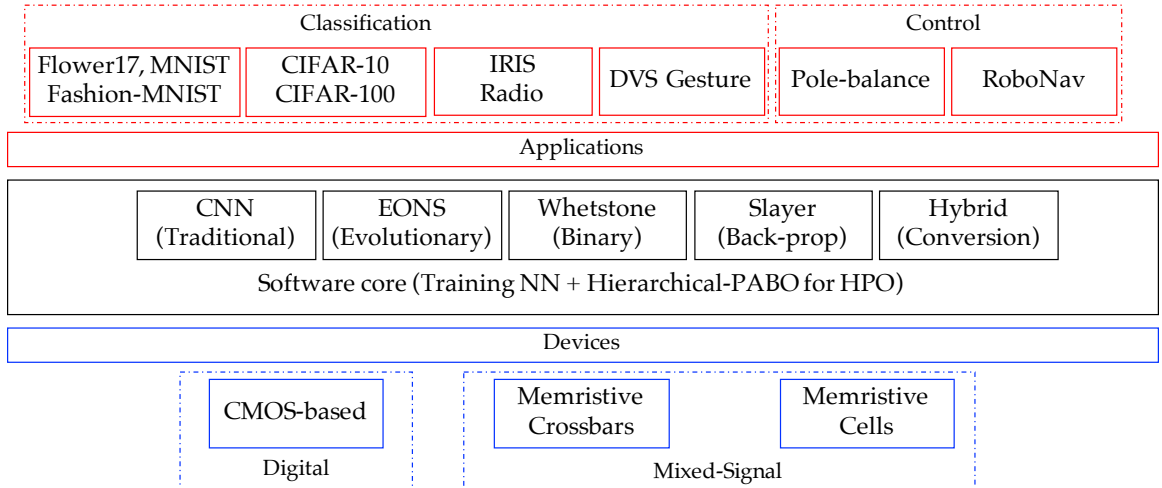 Classification
Control
Flower17, MNIST
Fashion-MNIST
CIFAR-10
CIFAR-100
IRIS
Radio
DVS Gesture
Pole-balance
RoboNav
Applications
CNN
(Traditional)
EONS
(Evolutionary)
Whetstone
(Binary)
Slayer
(Back-prop)
Hybrid
(Conversion)
Software core (Training NN + Hierarchical-PABO for HPO)
Devices
CMOS-based
Memristive
Crossbars
Memristive
Cells
Digital
Mixed-Signal